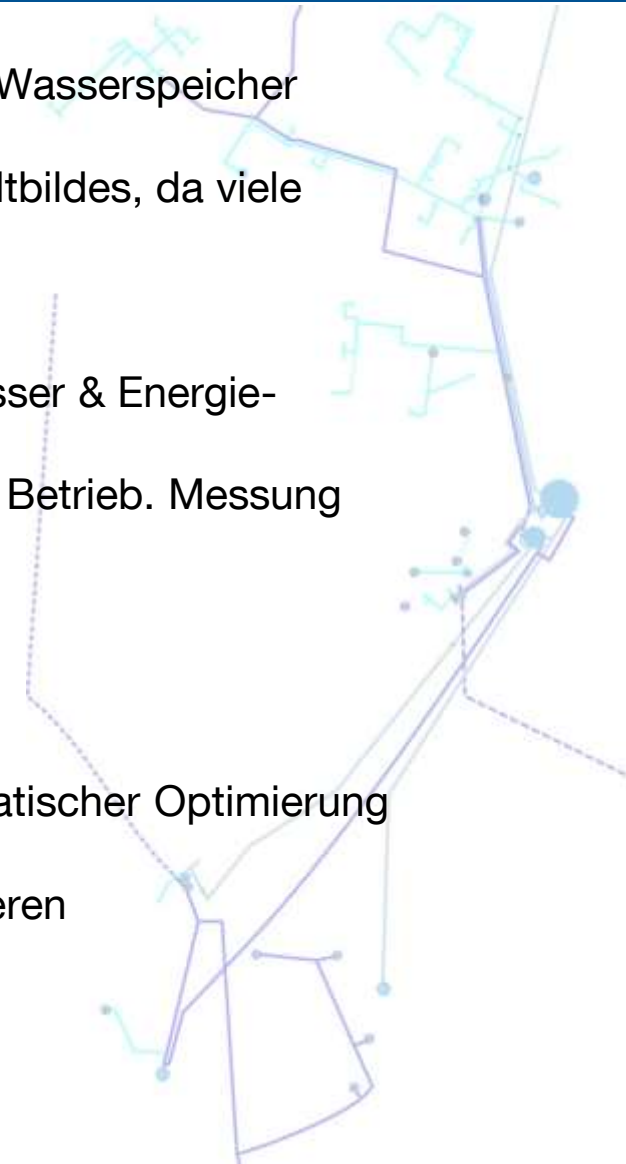 Wasserspeicher
ltbildes, da viele
sser & Energie-
Betrieb. Messung
atischer Optimierung
eren